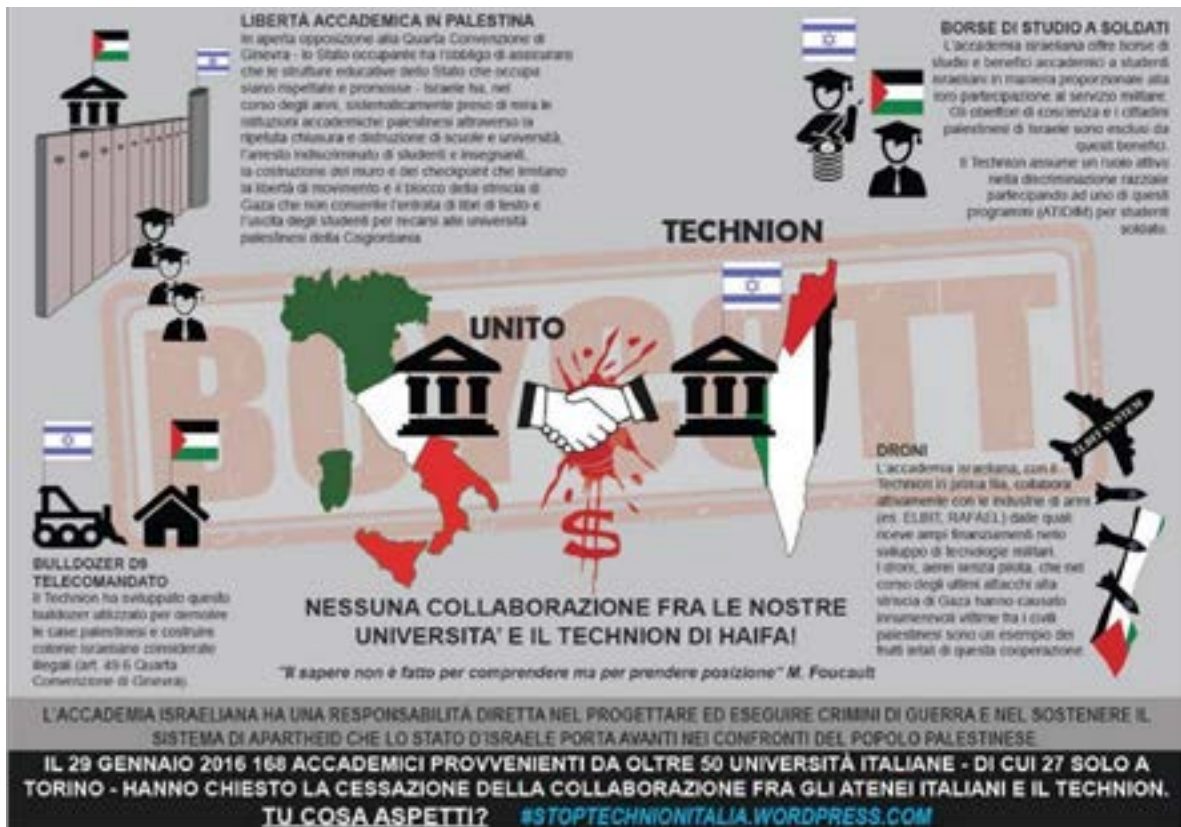 LIBERTÀ ACCADEMICA IN PALESTINA
In aperta opposizione alla Quarta Convenzione di
Ginevra - lo Stato occupante ha l'obbligo di assicurare
che le strutture educative dello Stato che occupa
siano rispettate e promosse - Israele ha, nel
corso degli anni, sistematicamente preso di mira le
istituzioni accademiche palestinesi attraverso la
ripetuta chiusura e distruzione di scuole e università,
l'arresto indiscriminato di studenti e insegnanti,
la costruzione del muro e dei checkpoint che limitano
la libertà di movimento e il blocco della striscia di
Gaza che non consente l'entrata di libri di testo e
l'uscita degli studenti per recarsi alle università
palestinesi della Cisgiordania
BORSE DI STUDIO A SOLDATI
L'accademia israeliana offre borse di
studio e benefici accademici a studenti
israeliani in maniera proporzionale alla
loro partecipazione al servizio militare.
Gli obiettori di coscienza e i cittadini
palestinesi di Israele sono esclusi da
questi benefici.
Il Technion assume un ruolo attivo
nella discriminazione razziale
partecipando ad uno di questi
programmi (ATIDIM) per studenti
soldato.
TECHNION
UNITO
BOYCOTT
$
BULLDOZER D9
TELECOMANDATO
Il Technion ha sviluppato questo
bulldozer utilizzato per demolire
le case palestinesi e costruire
colonie israeliane considerate
illegali (art. 49.6 Quarta
Convenzione di Ginevra).
ELBIT SYSTEM
DRONI
L'accademia israeliana, con il
Technion in prima fila, collabora
attivamente con le industrie di armi
(es. ELBIT, RAFAEL) dalle quali
riceve ampi finanziamenti nello
sviluppo di tecnologie militari.
I droni, aerei senza pilota, che nel
corso degli ultimi attacchi alla
striscia di Gaza hanno causato
innumerevoli vittime fra i civili
palestinesi sono un esempio dei
frutti letali di questa cooperazione
NESSUNA COLLABORAZIONE FRA LE NOSTRE
UNIVERSITA' E IL TECHNION DI HAIFA!
"Il sapere non è fatto per comprendere ma per prendere posizione" M. Foucault
L'ACCADEMIA ISRAELIANA HA UNA RESPONSABILITÀ DIRETTA NEL PROGETTARE ED ESEGUIRE CRIMINI DI GUERRA E NEL SOSTENERE IL
SISTEMA DI APARTHEID CHE LO STATO D'ISRAELE PORTA AVANTI NEI CONFRONTI DEL POPOLO PALESTINESE.
IL 29 GENNAIO 2016 168 ACCADEMICI PROVENIENTI DA OLTRE 50 UNIVERSITÀ ITALIANE - DI CUI 27 SOLO A
TORINO - HANNO CHIESTO LA CESSAZIONE DELLA COLLABORAZIONE FRA GLI ATENEI ITALIANI E IL TECHNION.
TU COSA ASPETTI? #STOPTECHNIONITALIA.WORDPRESS.COM